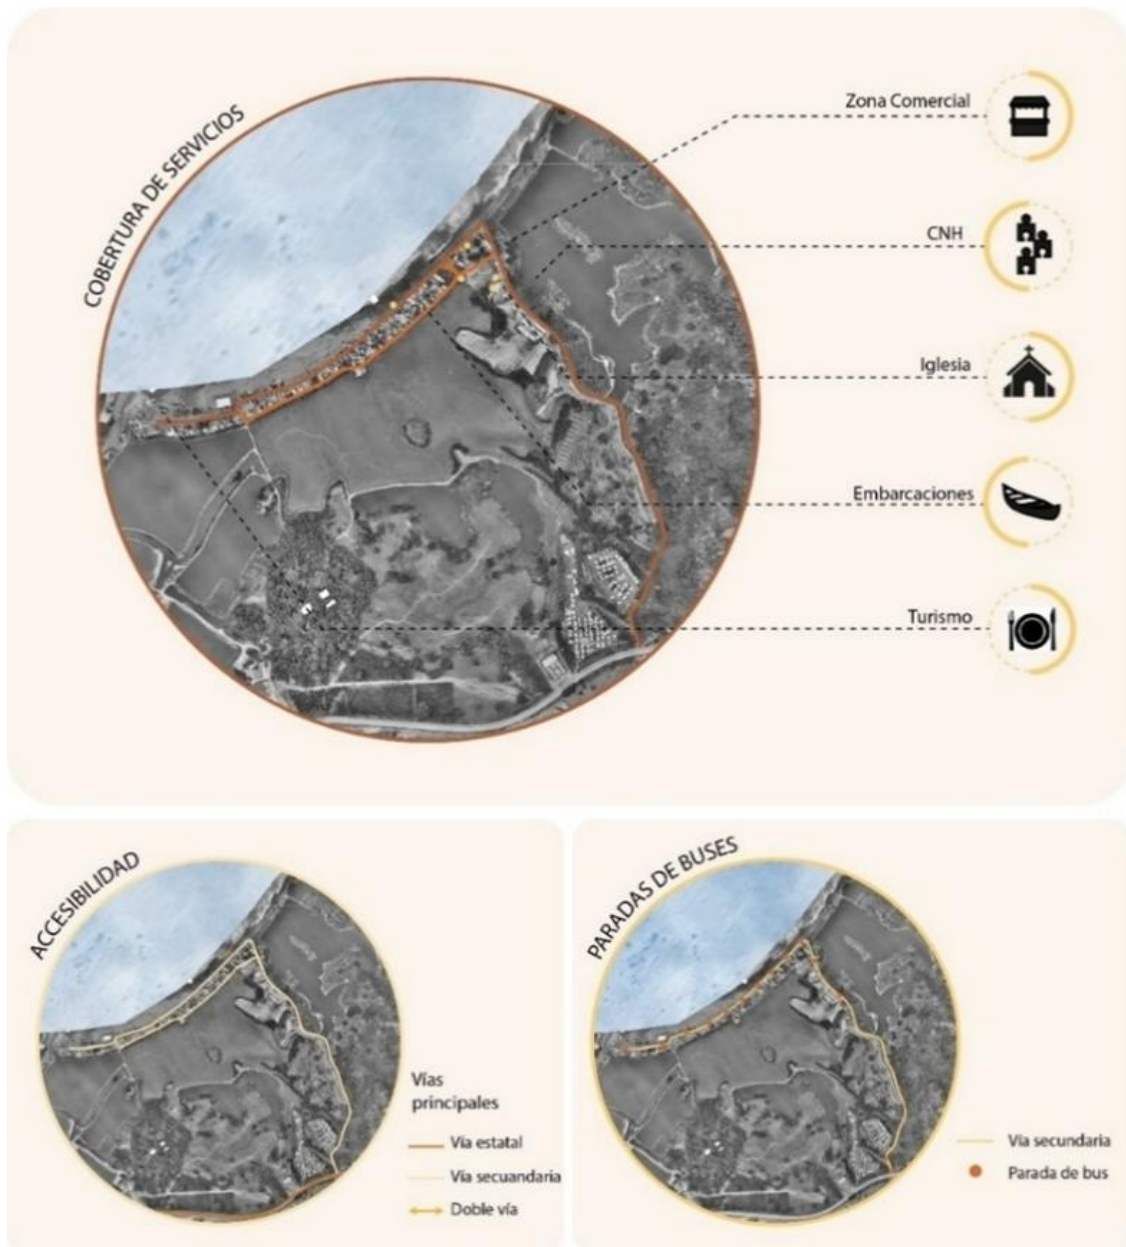 COBERTURA DE SERVICIOS
Zona Comercial
CNH
Iglesia
Embarcaciones
Turismo
ACCESIBILIDAD
Vías
principales
Vía estatal
Vía secuandaria
Doble vía
PARADAS DE BUSES
Vía secundaria
Parada de bus